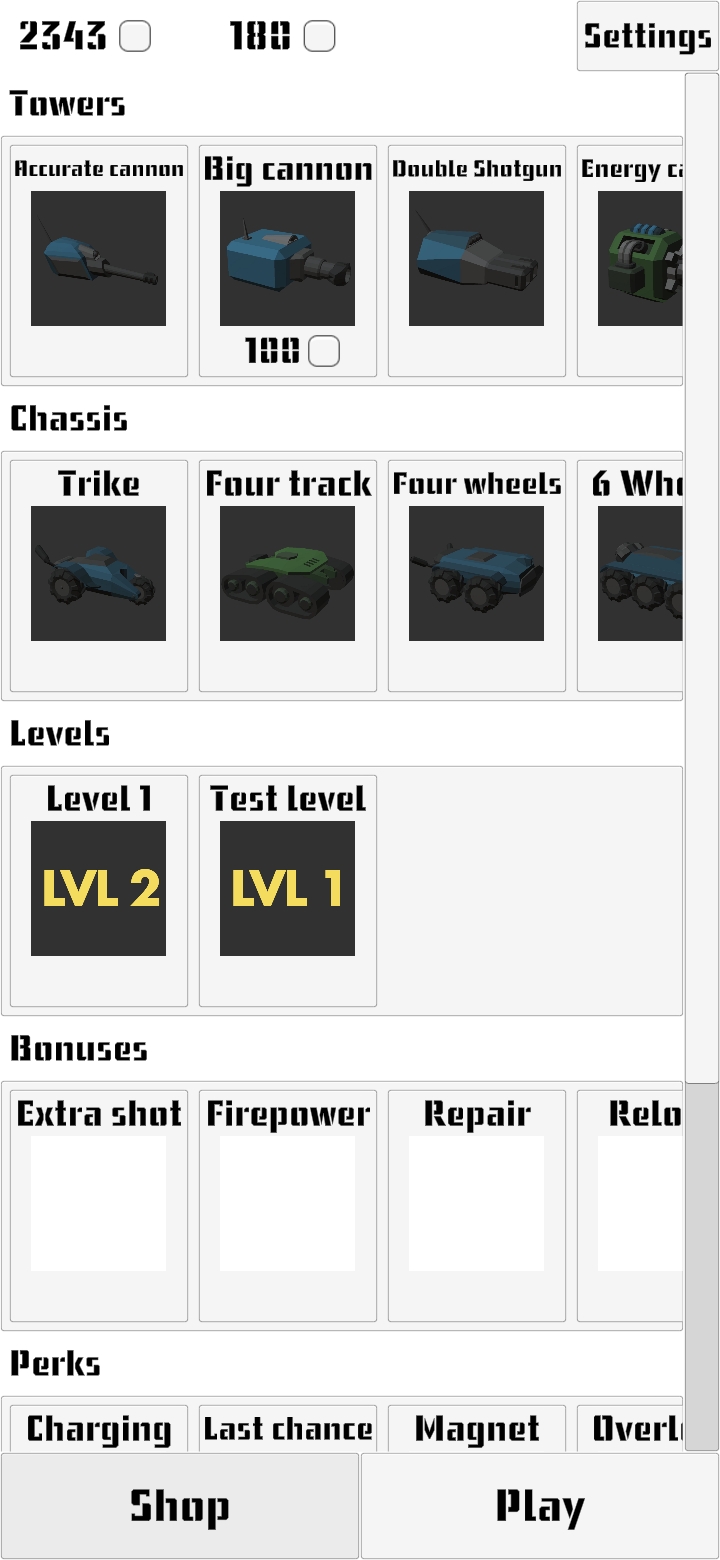 2343 180 Settings
Towers
Accurate cannon Big cannon Double Shotgun Energy ca
100
Chassis
Trike Four track Four wheels 6 Whe
Levels
Level 1 Test level
LVL 2 LVL 1
Bonuses
Extra shot Firepower Repair Relo
Perks
Charging Last chance Magnet Overl
Shop Play